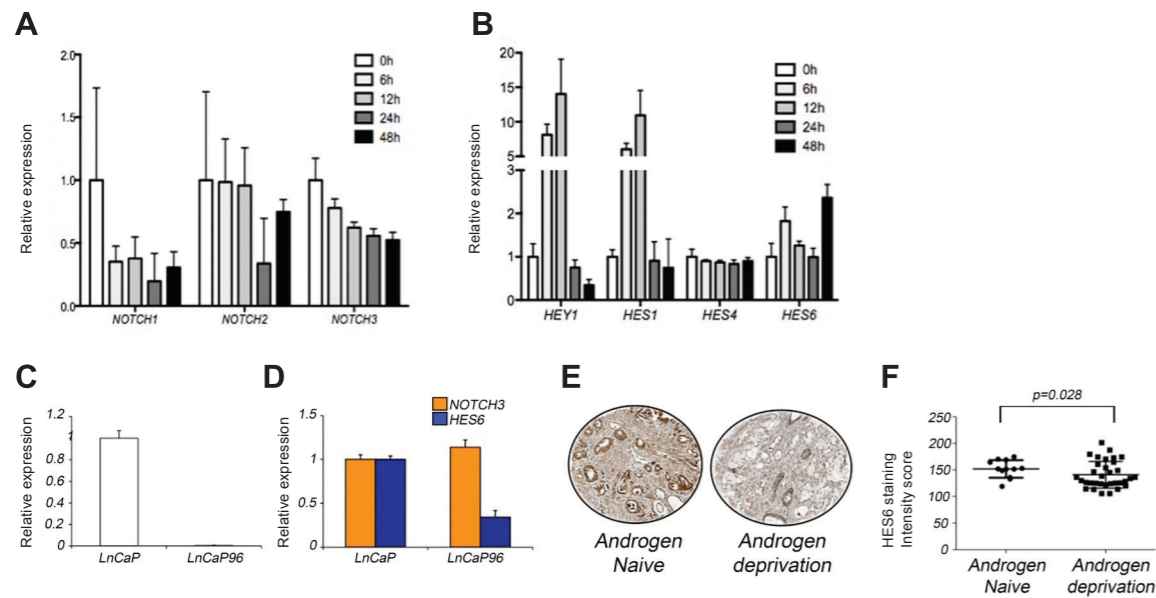 A
Relative expression
2.0
1.5
1.0
0.5
0.0
0h
6h
12h
24h
48h
NOTCH1
NOTCH2
NOTCH3
B
Relative expression
20
15
10
5
3
2
1
0
0h
6h
12h
24h
48h
HEY1
HES1
HES4
HES6
C
Relative expression
1.2
0.8
0.6
0.4
0.2
0
LnCaP
LnCaP96
D
Relative expression
1.5
1
0.5
0
NOTCH3
HES6
LnCaP
LnCaP96
E
Androgen
Naive
Androgen
deprivation
F
HES6 staining
Intensity score
250
200
150
100
50
0
p=0.028
Androgen
Naive
Androgen
deprivation